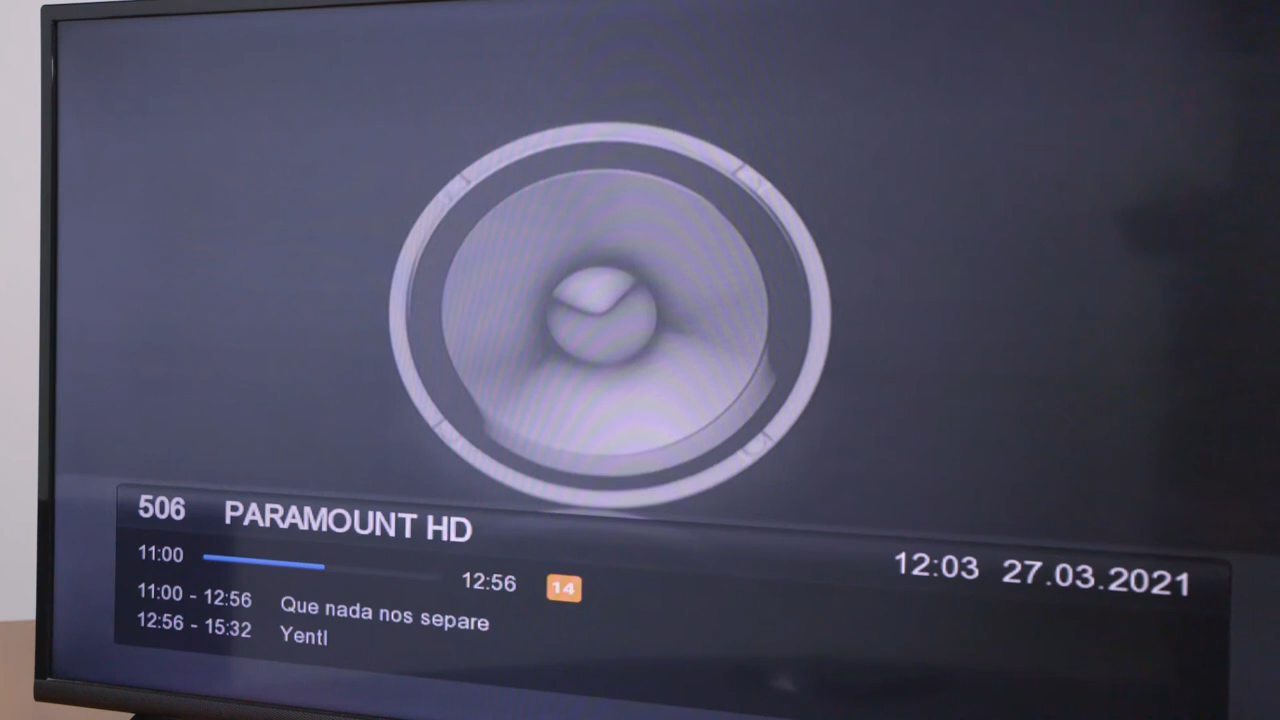 506 PARAMOUNT HD
12:03 27.03.2021
11:00 12:56 14
11:00 - 12:56 Que nada nos separe
12:56 - 15:32 Yentl